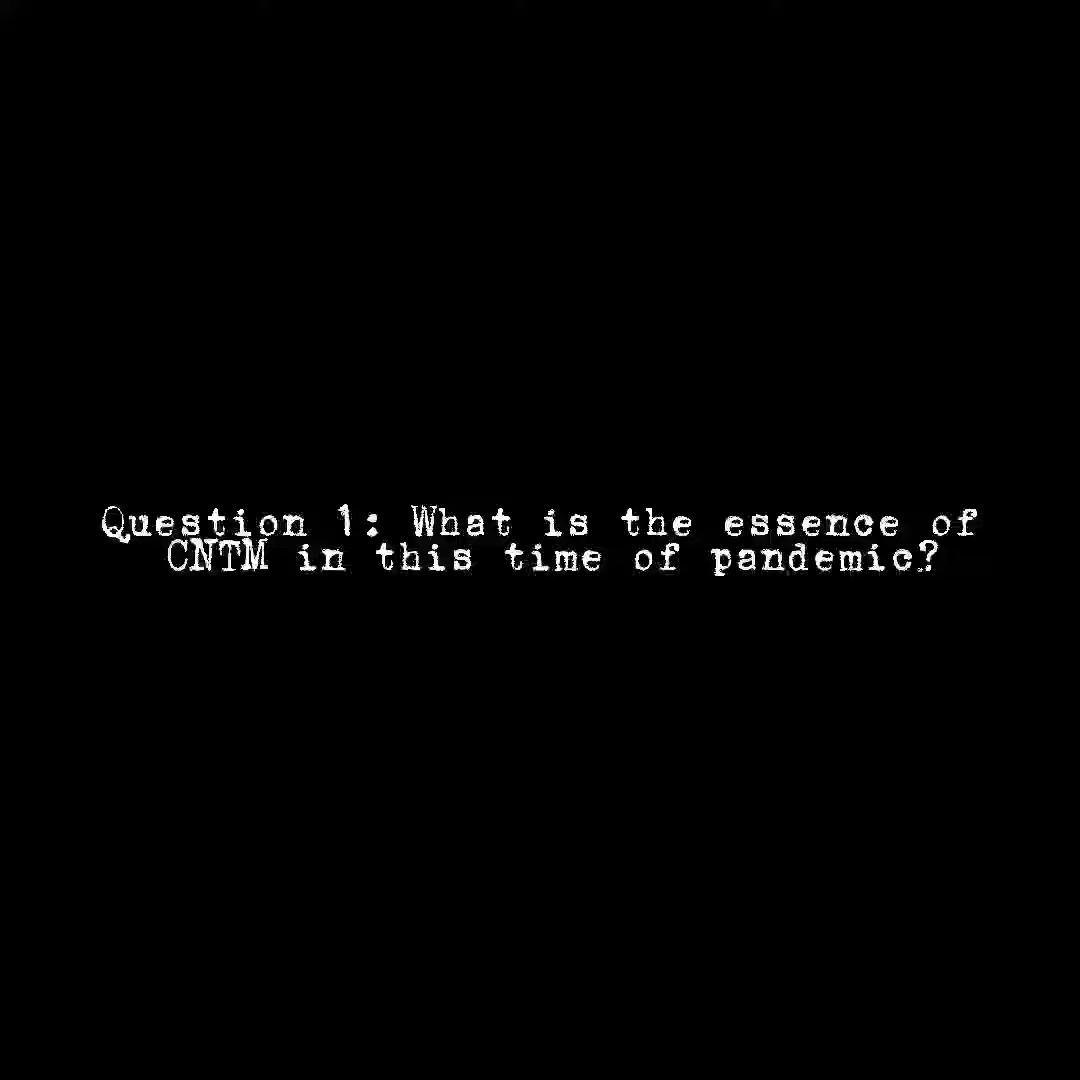 Question 1: What is the essence of
CNTM in this time of pandemic?